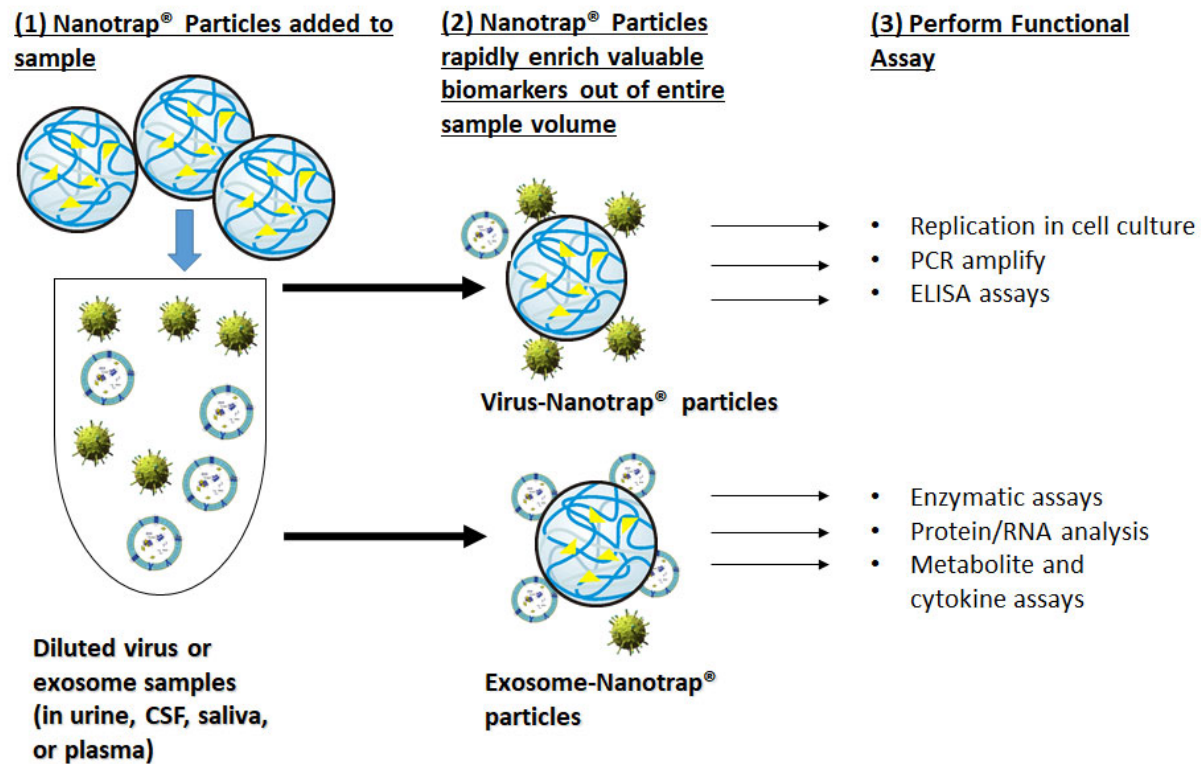 (1) Nanotrap® Particles added to
sample
(2) Nanotrap® Particles
rapidly enrich valuable
biomarkers out of entire
sample volume
(3) Perform Functional
Assay
• Replication in cell culture
• PCR amplify
• ELISA assays
Virus-Nanotrap® particles
• Enzymatic assays
• Protein/RNA analysis
• Metabolite and
cytokine assays
Diluted virus or
exosome samples
(in urine, CSF, saliva,
or plasma)
Exosome-Nanotrap®
particles